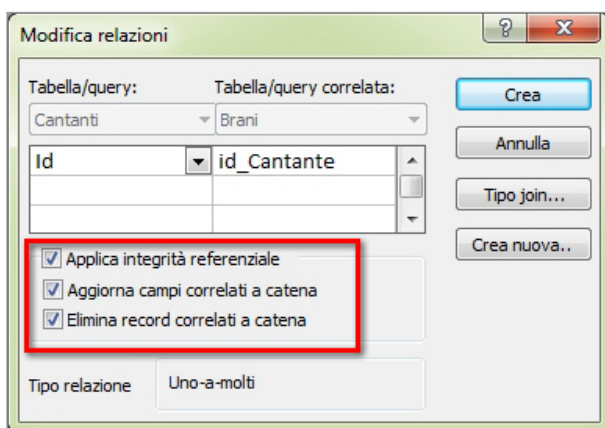 Modifica relazioni
Tabella/query: Tabella/query correlata:
Cantanti Brani
Id id_Cantante
Applica integrità referenziale
Aggiorna campi correlati a catena
Elimina record correlati a catena
Tipo relazione Uno-a-molti
Crea
Annulla
Tipo join...
Crea nuova..